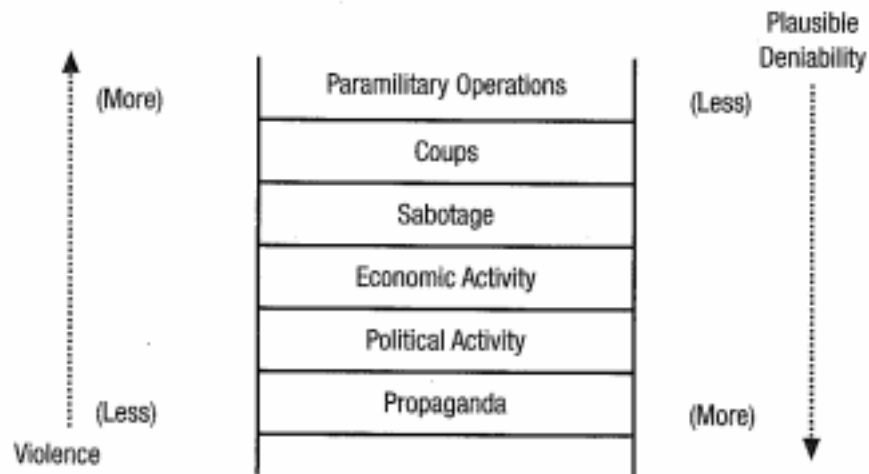 Plausible
Deniability
Paramilitary Operations
(More)
(Less)
Coups
Sabotage
Economic Activity
Political Activity
Propaganda
(Less)
(More)
Violence